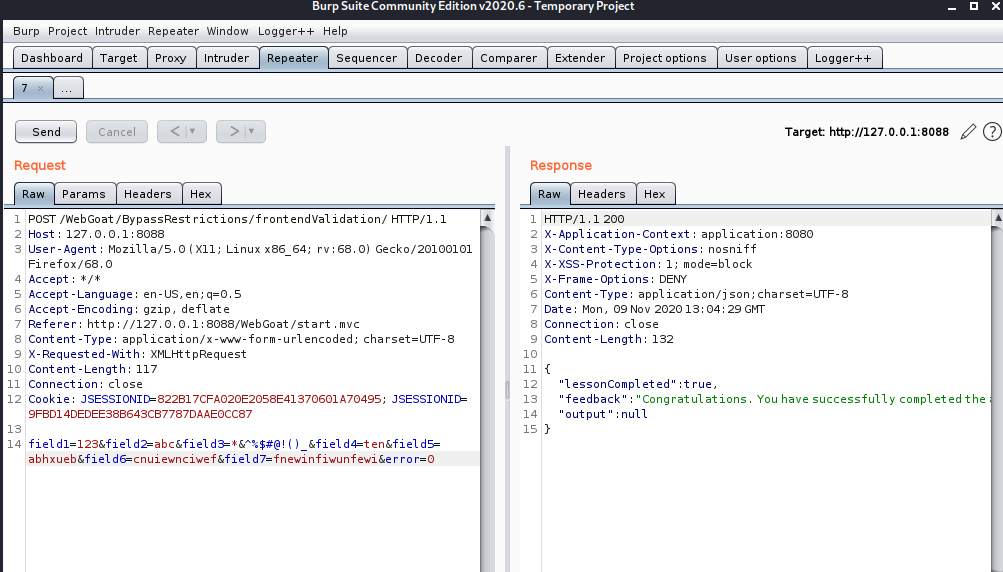 Burp Suite Community Edition v2020.6 - Temporary Project
Burp Project Intruder Repeater Window Logger++ Help
Dashboard Target Proxy Intruder Repeater Sequencer Decoder Comparer Extender Project options User options Logger++
7 × ...
Send Cancel < ▼ > ▼ Target: http://127.0.0.1:8088 ?
Request
Raw Params Headers Hex
1 POST /WebGoat/BypassRestrictions/frontendValidation/ HTTP/1.1
2 Host: 127.0.0.1:8088
3 User-Agent: Mozilla/5.0 (X11; Linux x86_64; rv:68.0) Gecko/20100101
Firefox/68.0
4 Accept: */*
5 Accept-Language: en-US,en;q=0.5
6 Accept-Encoding: gzip, deflate
7 Referer: http://127.0.0.1:8088/WebGoat/start.mvc
8 Content-Type: application/x-www-form-urlencoded; charset=UTF-8
9 X-Requested-With: XMLHttpRequest
10 Content-Length: 117
11 Connection: close
12 Cookie: JSESSIONID=822B17CFA020E2058E41370601A70495; JSESSIONID=
9FBD14DEDEE38B643CB7787DAAE0CC87
13
14 field1=123&field2=abc&field3=*&^%$#@!()_&field4=ten&field5=
abhxueb&field6=cnuiewnciwef&field7=fnewinfiwunfewi&error=0
Response
Raw Headers Hex
1 HTTP/1.1 200
2 X-Application-Context: application:8080
3 X-Content-Type-Options: nosniff
4 X-XSS-Protection: 1; mode=block
5 X-Frame-Options: DENY
6 Content-Type: application/json;charset=UTF-8
7 Date: Mon, 09 Nov 2020 13:04:29 GMT
8 Connection: close
9 Content-Length: 132
10
11 {
12 "lessonCompleted":true,
13 "feedback":"Congratulations. You have successfully completed the a
14 "output":null
15 }